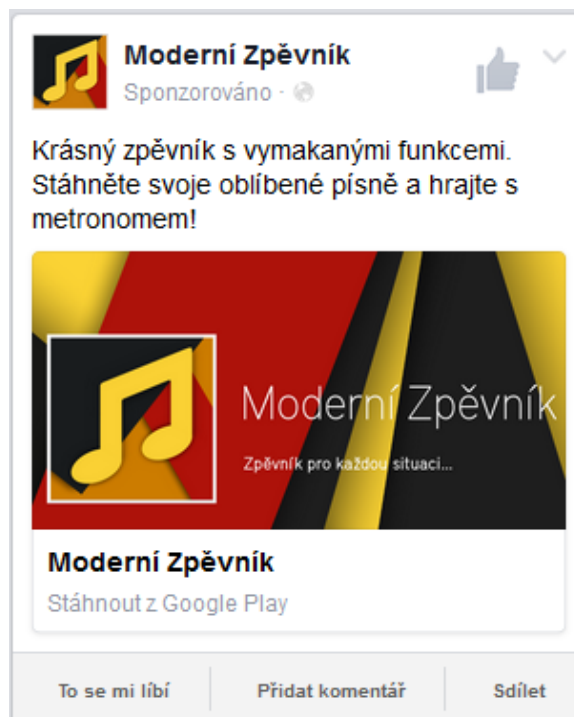 Moderní Zpěvník
Sponzorováno ·
Krásný zpěvník s vymakanými funkcemi.
Stáhněte svoje oblíbené písně a hrajte s
metronomem!
Moderní Zpěvník
Zpěvník pro každou situaci...
Moderní Zpěvník
Stáhnout z Google Play
To se mi líbí Přidat komentář Sdílet